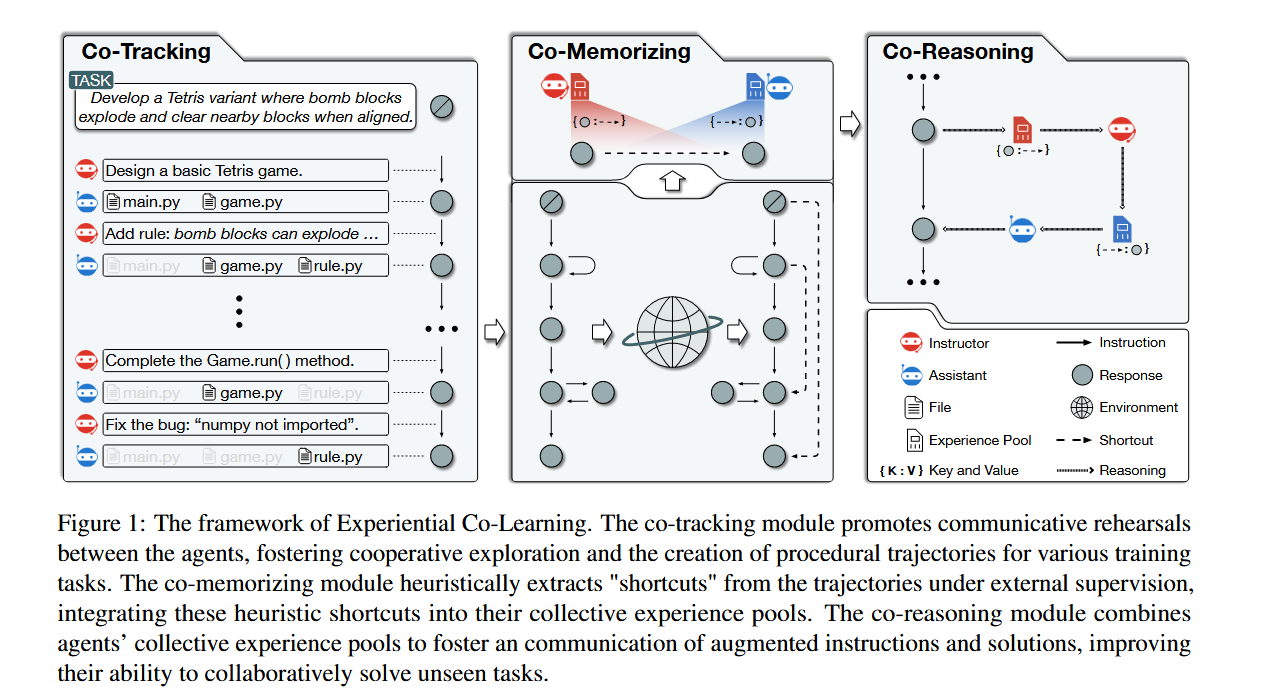 Co-Tracking
TASK
Develop a Tetris variant where bomb blocks
explode and clear nearby blocks when aligned.
Design a basic Tetris game.
main.py game.py
Add rule: bomb blocks can explode ...
main.py game.py rule.py
Complete the Game.run( ) method.
main.py game.py rule.py
Fix the bug: “numpy not imported”.
main.py game.py rule.py
Co-Memorizing
Co-Reasoning
Instructor
Instruction
Assistant
Response
File
Environment
Experience Pool
Shortcut
{ K : V } Key and Value
Reasoning
Figure 1: The framework of Experiential Co-Learning. The co-tracking module promotes communicative rehearsals
between the agents, fostering cooperative exploration and the creation of procedural trajectories for various training
tasks. The co-memorizing module heuristically extracts "shortcuts" from the trajectories under external supervision,
integrating these heuristic shortcuts into their collective experience pools. The co-reasoning module combines
agents’ collective experience pools to foster an communication of augmented instructions and solutions, improving
their ability to collaboratively solve unseen tasks.